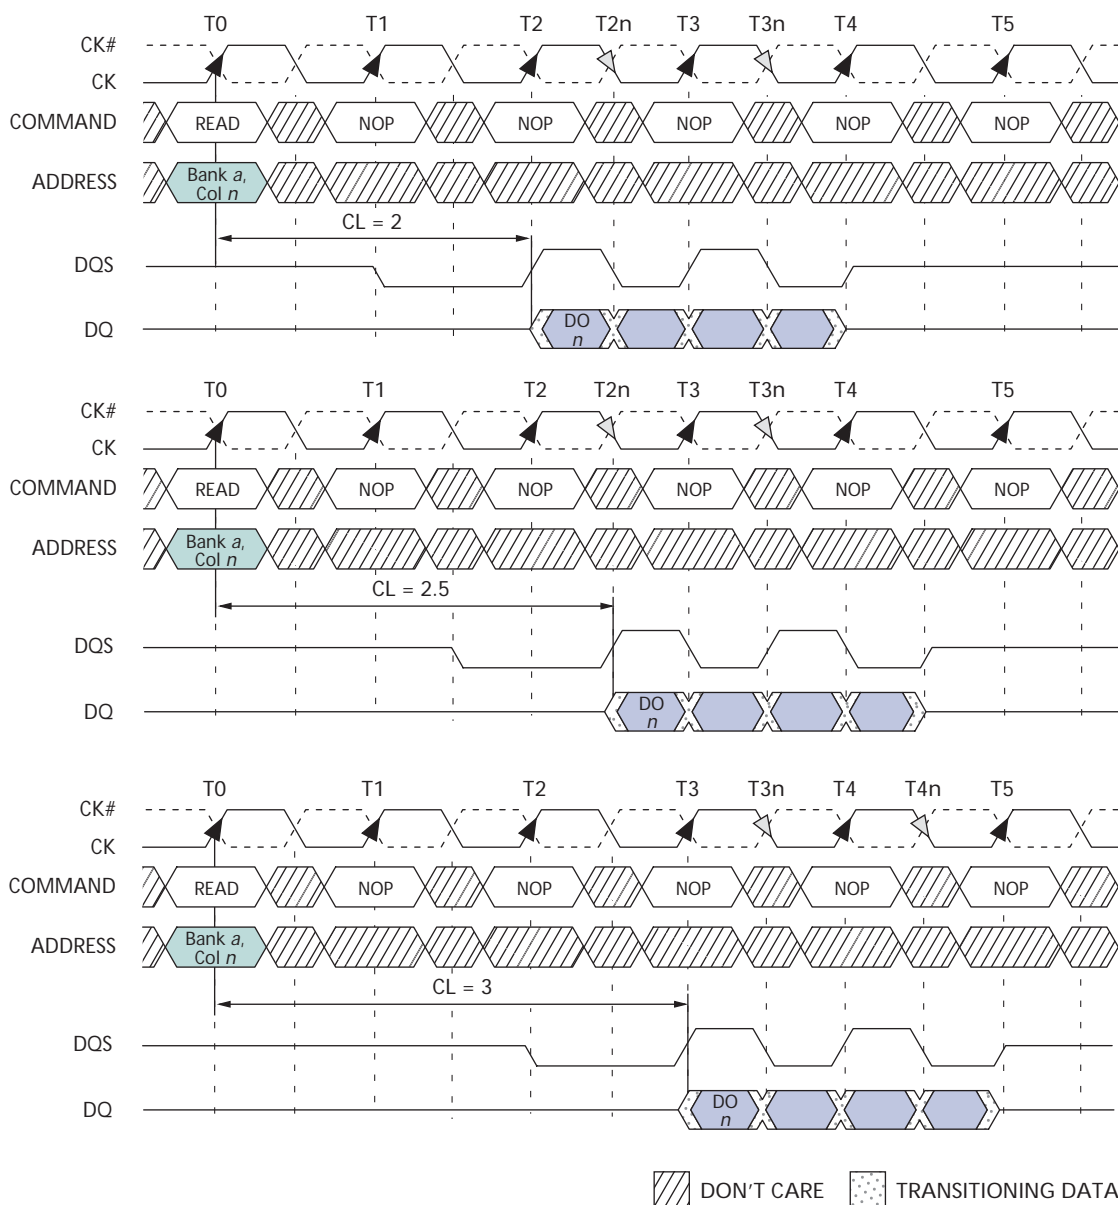 T0 T1 T2 T2n T3 T3n T4 T5
CK#
CK
COMMAND READ NOP NOP NOP NOP NOP
ADDRESS Bank a,
Col n
CL = 2
DQS
DQ DO
n
T0 T1 T2 T2n T3 T3n T4 T5
CK#
CK
COMMAND READ NOP NOP NOP NOP NOP
ADDRESS Bank a,
Col n
CL = 2.5
DQS
DQ DO
n
T0 T1 T2 T3 T3n T4 T4n T5
CK#
CK
COMMAND READ NOP NOP NOP NOP NOP
ADDRESS Bank a,
Col n
CL = 3
DQS
DQ DO
n
DON'T CARE TRANSITIONING DATA